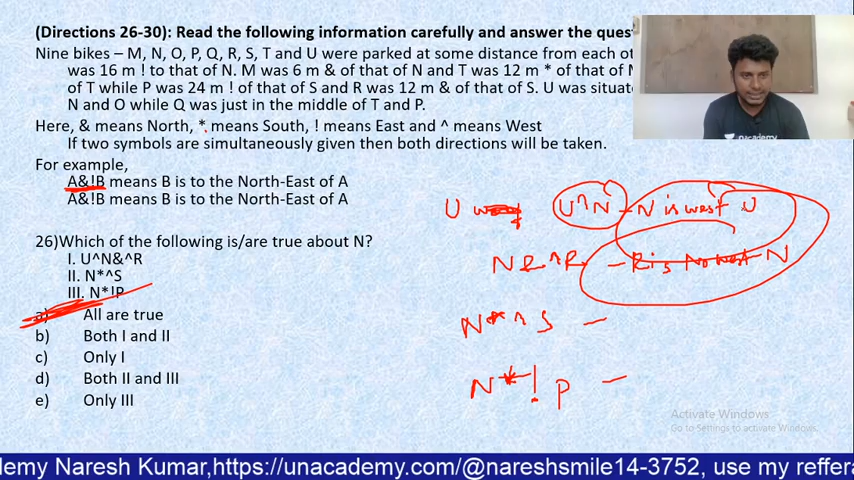 (Directions 26-30): Read the following information carefully and answer the ques
Nine bikes – M, N, O, P, Q, R, S, T and U were parked at some distance from each ot
was 16 m ! to that of N. M was 6 m & of that of N and T was 12 m * of that of
of T while P was 24 m ! of that of S and R was 12 m & of that of S. U was situate
N and O while Q was just in the middle of T and P.
Here, & means North, * means South, ! means East and ^ means West
If two symbols are simultaneously given then both directions will be taken.
For example,
A&!B means B is to the North-East of A
A&!B means B is to the North-East of A
26)Which of the following is/are true about N?
I. U^N&^R
II. N*^S
III. N*!P
a) All are true
b) Both I and II
c) Only I
d) Both II and III
e) Only III
U U^N – N is west U
N&^R – R is No west – N
N*^S –
N*!P –
unacademy
Activate Windows
Go to Settings to activate Windows.
demy Naresh Kumar,https://unacademy.com/@nareshsmile14-3752, use my reffera